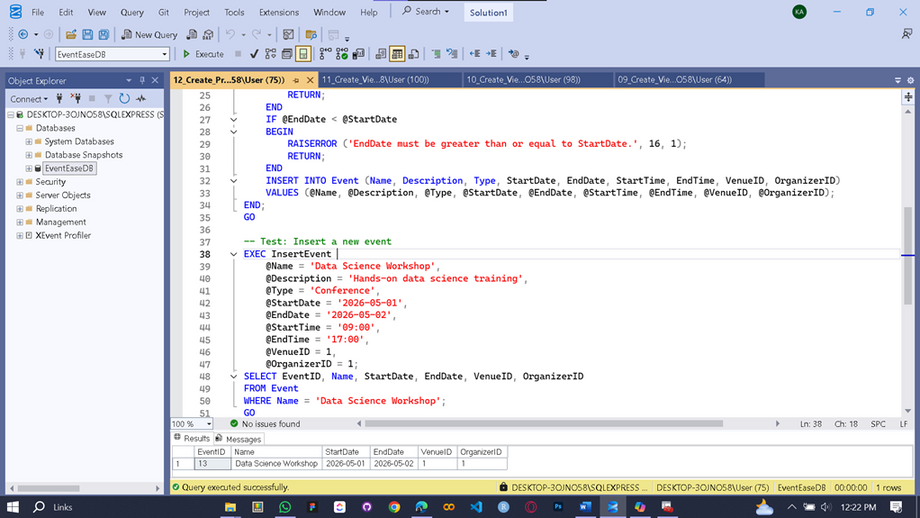 File Edit View Query Git Project Tools Extensions Window Help Search Solution1 KA
New Query
EventEaseDB Execute
Object Explorer
Connect
DESKTOP-3OJNO58\SQLEXPRESS (S
Databases
System Databases
Database Snapshots
EventEaseDB
Security
Server Objects
Replication
Management
XEvent Profiler
12_Create_Pr...58\User (75)) 11_Create_Vie...8\User (100)) 10_Create_Vie...O58\User (98)) 09_Create_Vie...O58\User (64))
25 RETURN;
26 END
27 IF @EndDate < @StartDate
28 BEGIN
29 RAISERROR ('EndDate must be greater than or equal to StartDate.', 16, 1);
30 RETURN;
31 END
32 INSERT INTO Event (Name, Description, Type, StartDate, EndDate, StartTime, EndTime, VenueID, OrganizerID)
33 VALUES (@Name, @Description, @Type, @StartDate, @EndDate, @StartTime, @EndTime, @VenueID, @OrganizerID);
34 END;
35 GO
36
37 -- Test: Insert a new event
38 EXEC InsertEvent
39 @Name = 'Data Science Workshop',
40 @Description = 'Hands-on data science training',
41 @Type = 'Conference',
42 @StartDate = '2026-05-01',
43 @EndDate = '2026-05-02',
44 @StartTime = '09:00',
45 @EndTime = '17:00',
46 @VenueID = 1,
47 @OrganizerID = 1;
48 SELECT EventID, Name, StartDate, EndDate, VenueID, OrganizerID
49 FROM Event
50 WHERE Name = 'Data Science Workshop';
51 GO
100 % No issues found Ln: 38 Ch: 18 SPC LF
Results Messages
EventID Name StartDate EndDate VenueID OrganizerID
1 13 Data Science Workshop 2026-05-01 2026-05-02 1 1
Query executed successfully. DESKTOP-3OJNO58\SQLEXPRESS ... DESKTOP-3OJNO58\User (75) EventEaseDB 00:00:00 1 rows
Links 12:22 PM